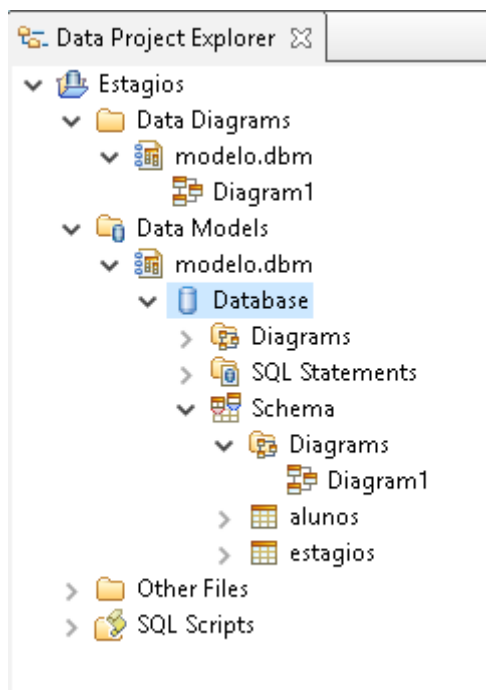 Data Project Explorer
Estagios
Data Diagrams
modelo.dbm
Diagram1
Data Models
modelo.dbm
Database
Diagrams
SQL Statements
Schema
Diagrams
Diagram1
alunos
estagios
Other Files
SQL Scripts